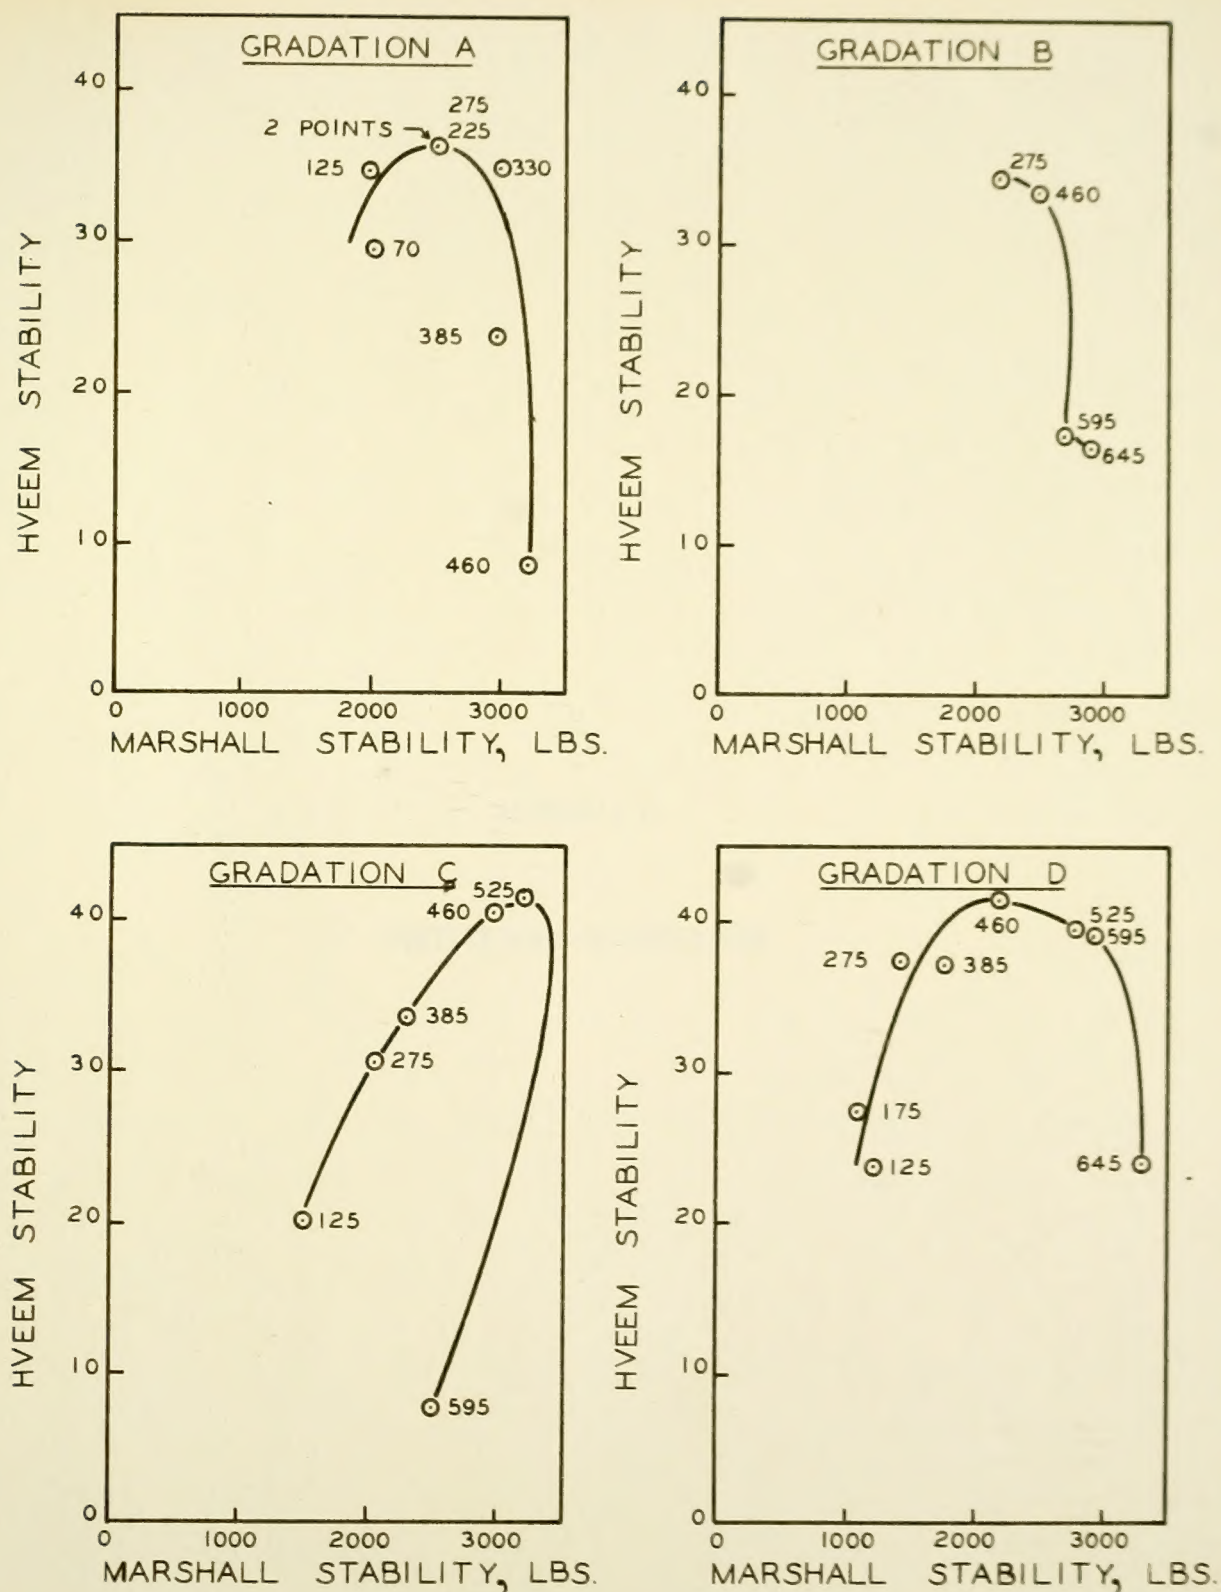 GRADATION A
40
275
2 POINTS 225
125
330
30
70
385
20
10
460
0
0 1000 2000 3000
HVEEM STABILITY
MARSHALL STABILITY, LBS.
GRADATION B
40
275
460
30
20
595
645
10
0
0 1000 2000 3000
HVEEM STABILITY
MARSHALL STABILITY, LBS.
GRADATION C
525
40
460
385
30
275
20
125
10
595
0
0 1000 2000 3000
HVEEM STABILITY
MARSHALL STABILITY, LBS.
GRADATION D
40
460
525
595
275
385
30
175
125
645
20
10
0
0 1000 2000 3000
HVEEM STABILITY
MARSHALL STABILITY, LBS.